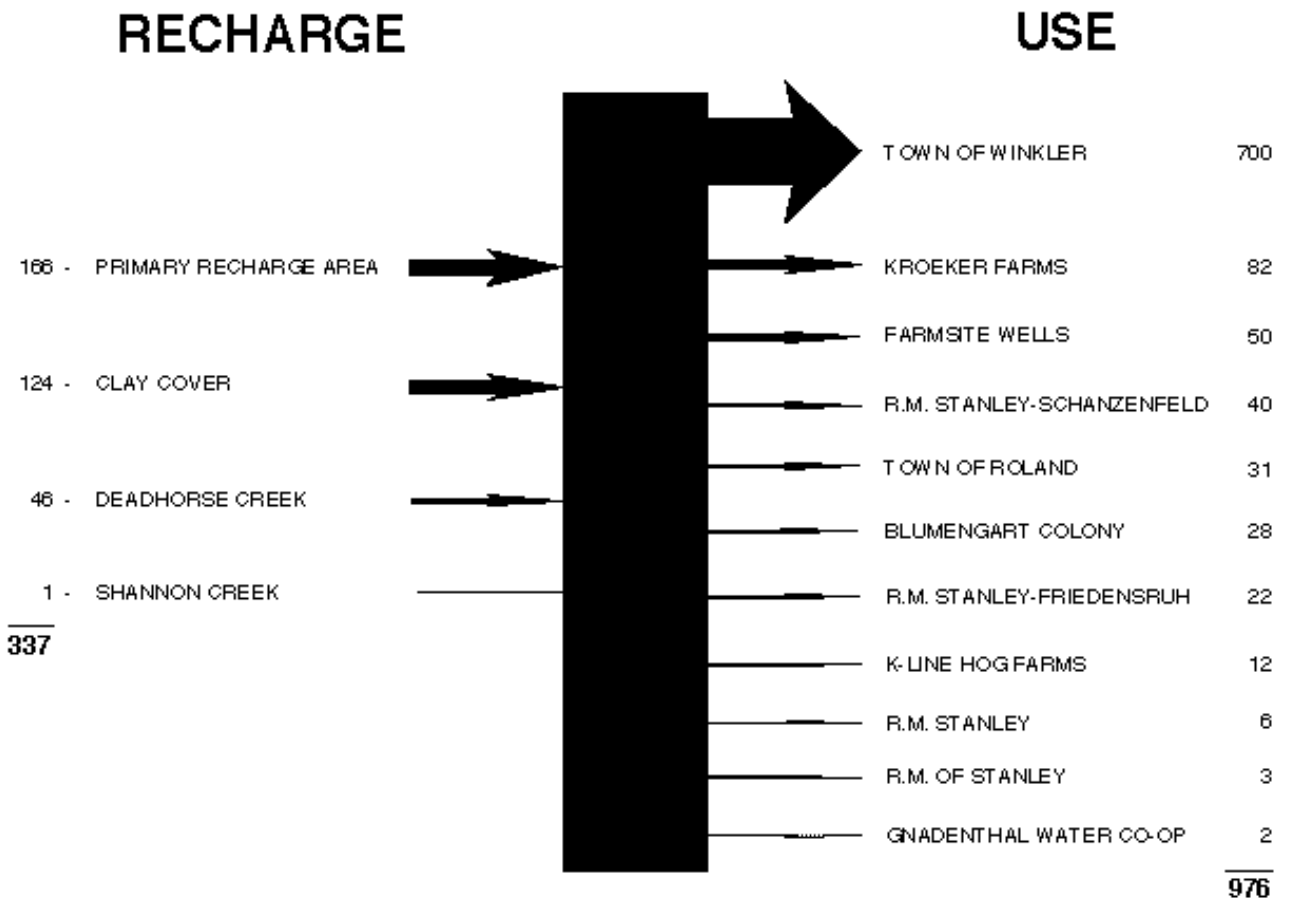 RECHARGE
USE
TOWN OF WINKLER 700
166 - PRIMARY RECHARGE AREA
KROEKER FARMS 82
FARMSITE WELLS 50
124 - CLAY COVER
R.M. STANLEY-SCHANZENFELD 40
TOWN OF ROLAND 31
46 - DEADHORSE CREEK
BLUMENGART COLONY 28
1 - SHANNON CREEK
R.M. STANLEY-FRIEDENSRUH 22
337
K-LINE HOG FARMS 12
R.M. STANLEY 6
R.M. OF STANLEY 3
GNADENTHAL WATER CO-OP 2
976